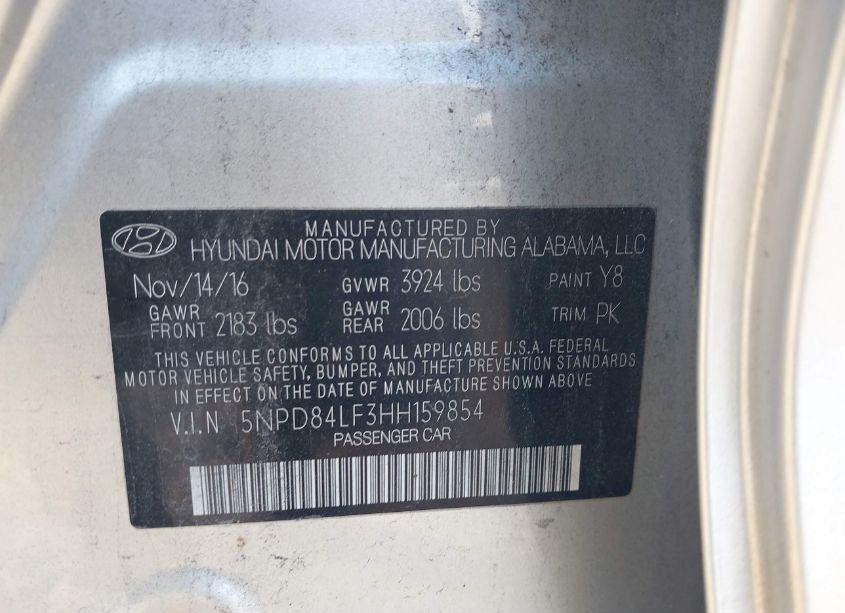 MANUFACTURED BY
HYUNDAI MOTOR MANUFACTURING ALABAMA, LLC
Nov/14/16 GVWR 3924 lbs PAINT Y8
GAWR FRONT 2183 lbs GAWR REAR 2006 lbs TRIM PK
THIS VEHICLE CONFORMS TO ALL APPLICABLE U.S.A. FEDERAL
MOTOR VEHICLE SAFETY, BUMPER, AND THEFT PREVENTION STANDARDS
IN EFFECT ON THE DATE OF MANUFACTURE SHOWN ABOVE
V.I.N 5NPD84LF3HH159854
PASSENGER CAR